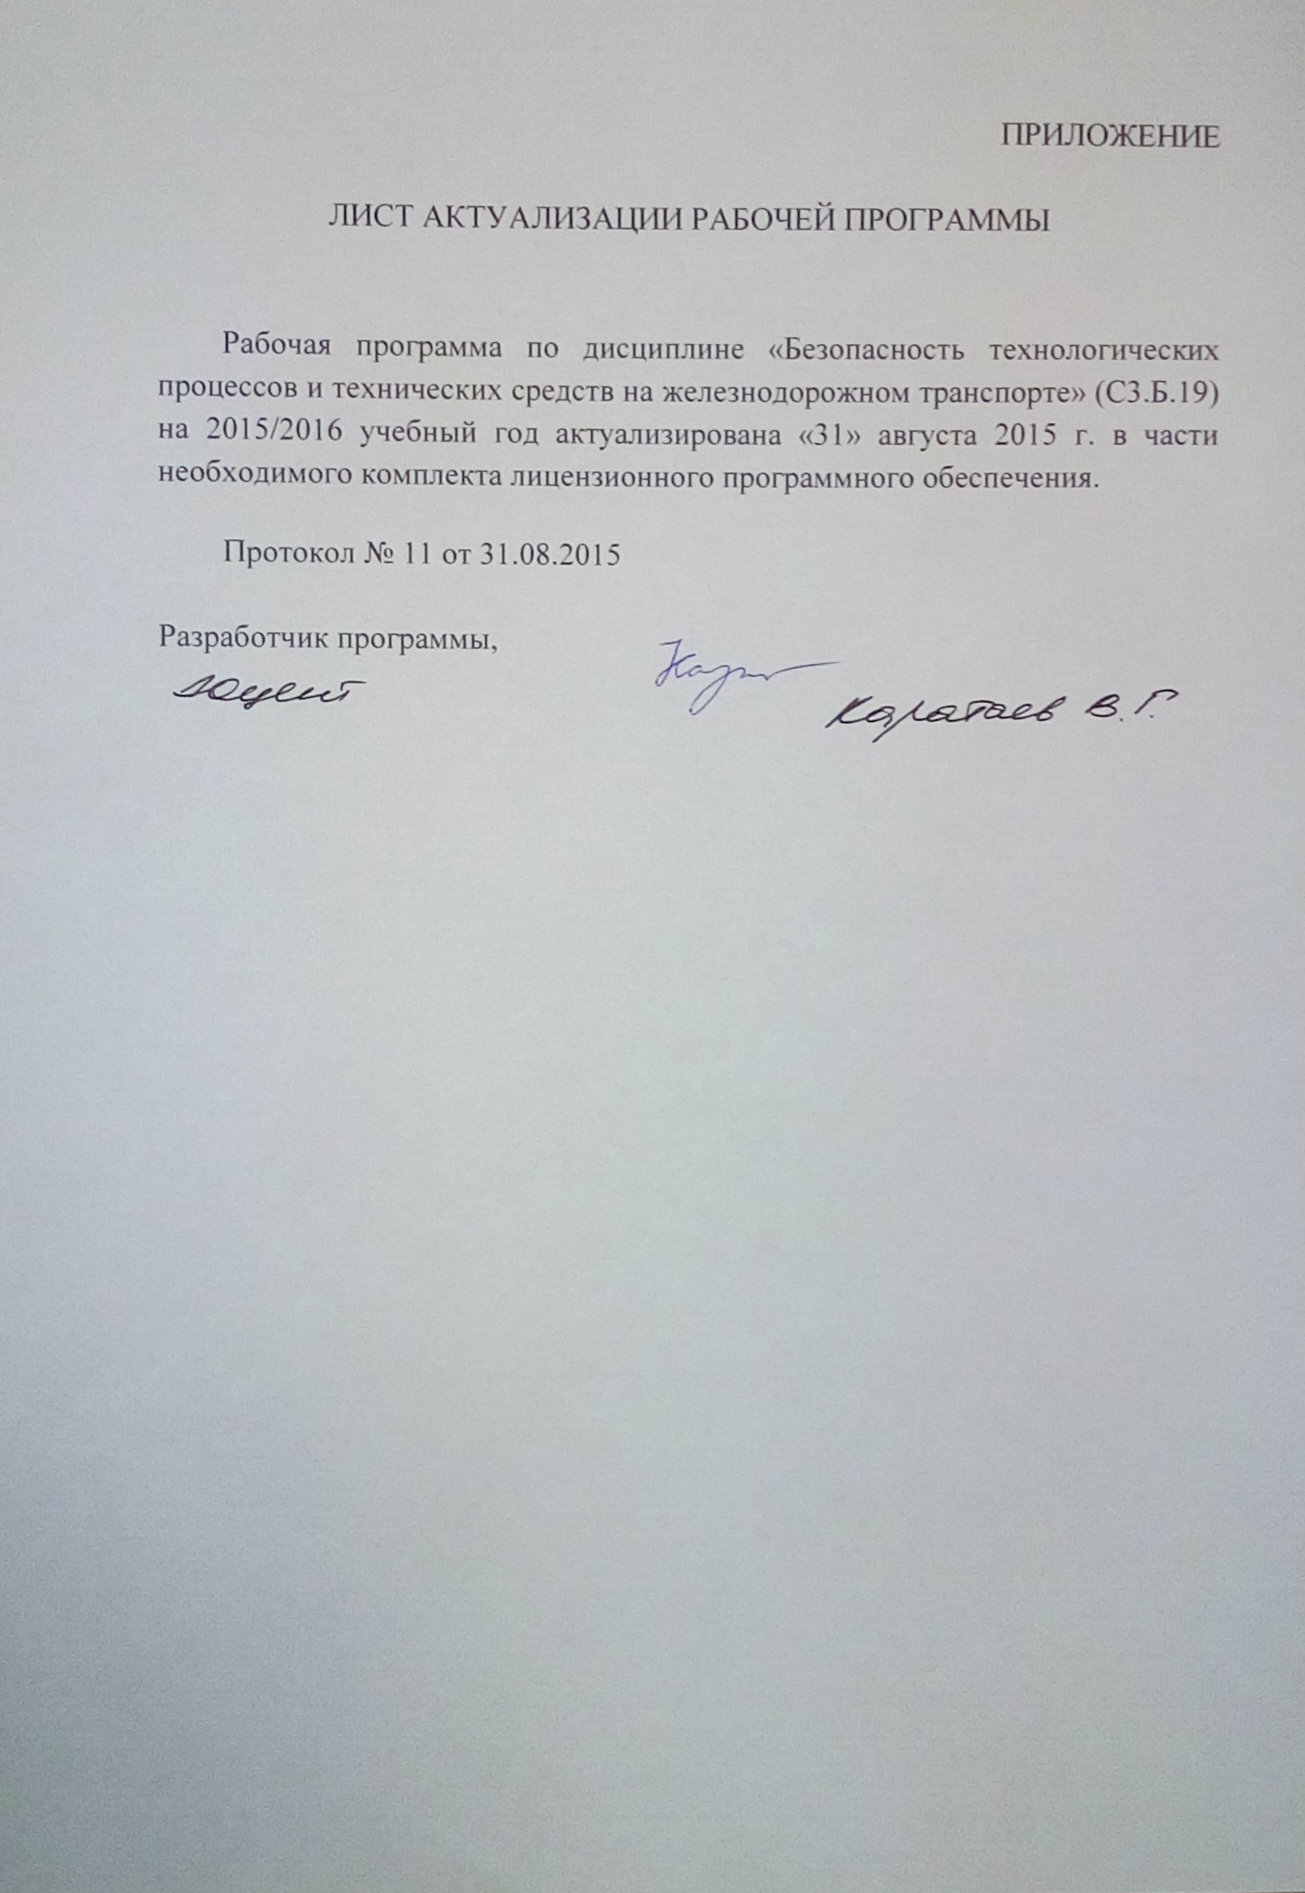 ПРИЛОЖЕНИЕ
ЛИСТ АКТУАЛИЗАЦИИ РАБОЧЕЙ ПРОГРАММЫ
Рабочая программа по дисциплине «Безопасность технологических
процессов и технических средств на железнодорожном транспорте» (С3.Б.19)
на 2015/2016 учебный год актуализирована «31» августа 2015 г. в части
необходимого комплекта лицензионного программного обеспечения.
Протокол № 11 от 31.08.2015
Разработчик программы,
доцент
Каратаев В. Г.